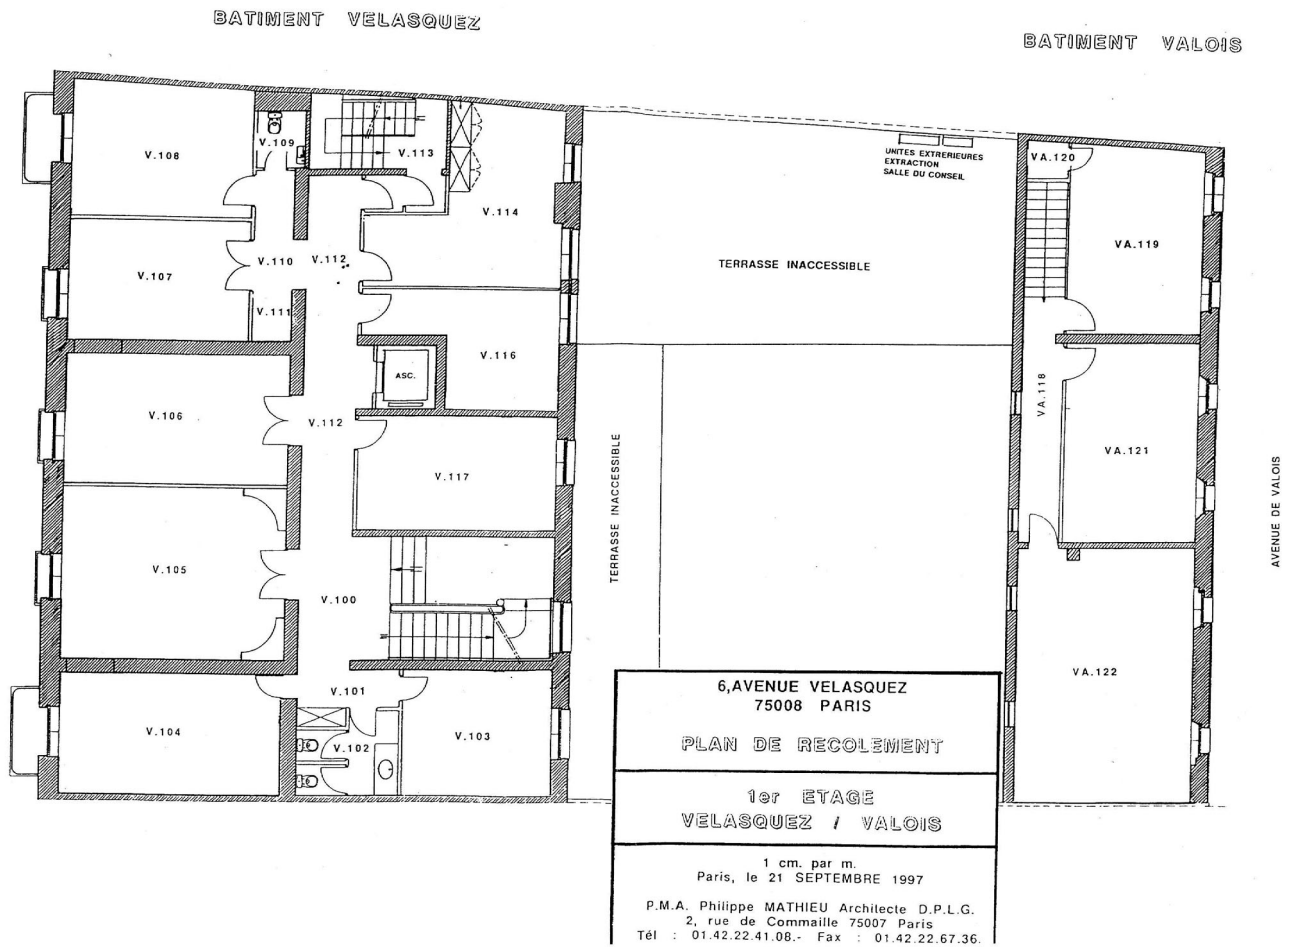 BATIMENT VELASQUEZ
BATIMENT VALOIS
V.108
V.109
V.113
V.114
V.107
V.110
V.112
V.111
V.116
ASC.
V.106
V.112
V.117
V.105
V.100
V.101
V.104
V.102
V.103
UNITES EXTRERIEURES
EXTRACTION
SALLE DU CONSEIL
TERRASSE INACCESSIBLE
TERRASSE INACCESSIBLE
VA.120
VA.119
VA.118
VA.121
VA.122
AVENUE DE VALOIS
6,AVENUE VELASQUEZ
75008 PARIS
PLAN DE RECOLEMENT
1er ETAGE
VELASQUEZ / VALOIS
1 cm. par m.
Paris, le 21 SEPTEMBRE 1997
P.M.A. Philippe MATHIEU Architecte D.P.L.G.
2, rue de Commaille 75007 Paris
Tél : 01.42.22.41.08.- Fax : 01.42.22.67.36.